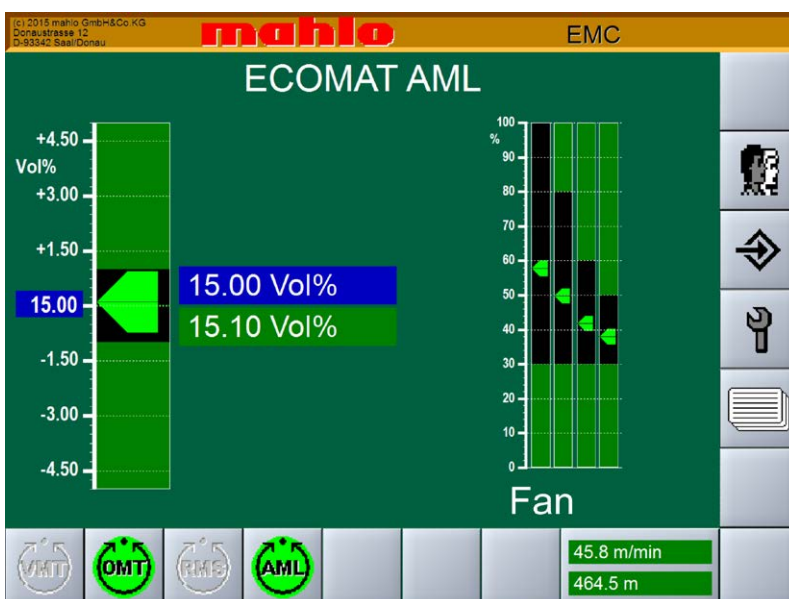 (c) 2015 mahlo GmbH&Co.KG
Donaustrasse 12
D-93342 Saal/Donau
mahlo
EMC
ECOMAT AML
+4.50
Vol%
+3.00
+1.50
15.00
-1.50
-3.00
-4.50
15.00 Vol%
15.10 Vol%
100
%
90
80
70
60
50
40
30
20
10
0
Fan
VMT
OMT
RMS
AML
45.8 m/min
464.5 m